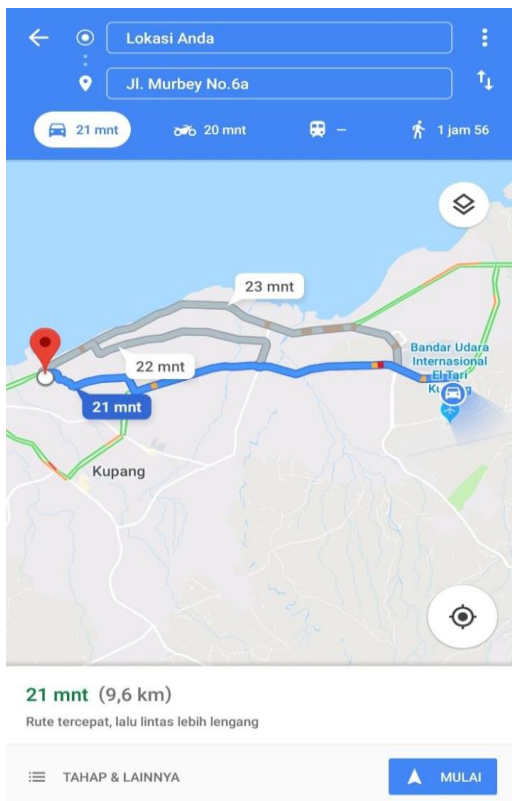 Lokasi Anda
Jl. Murbey No.6a
21 mnt
20 mnt
–
1 jam 56
23 mnt
22 mnt
21 mnt
Bandar Udara
Internasional
El Tari
Kupang
21 mnt (9,6 km)
Rute tercepat, lalu lintas lebih lengang
TAHAP & LAINNYA
MULAI